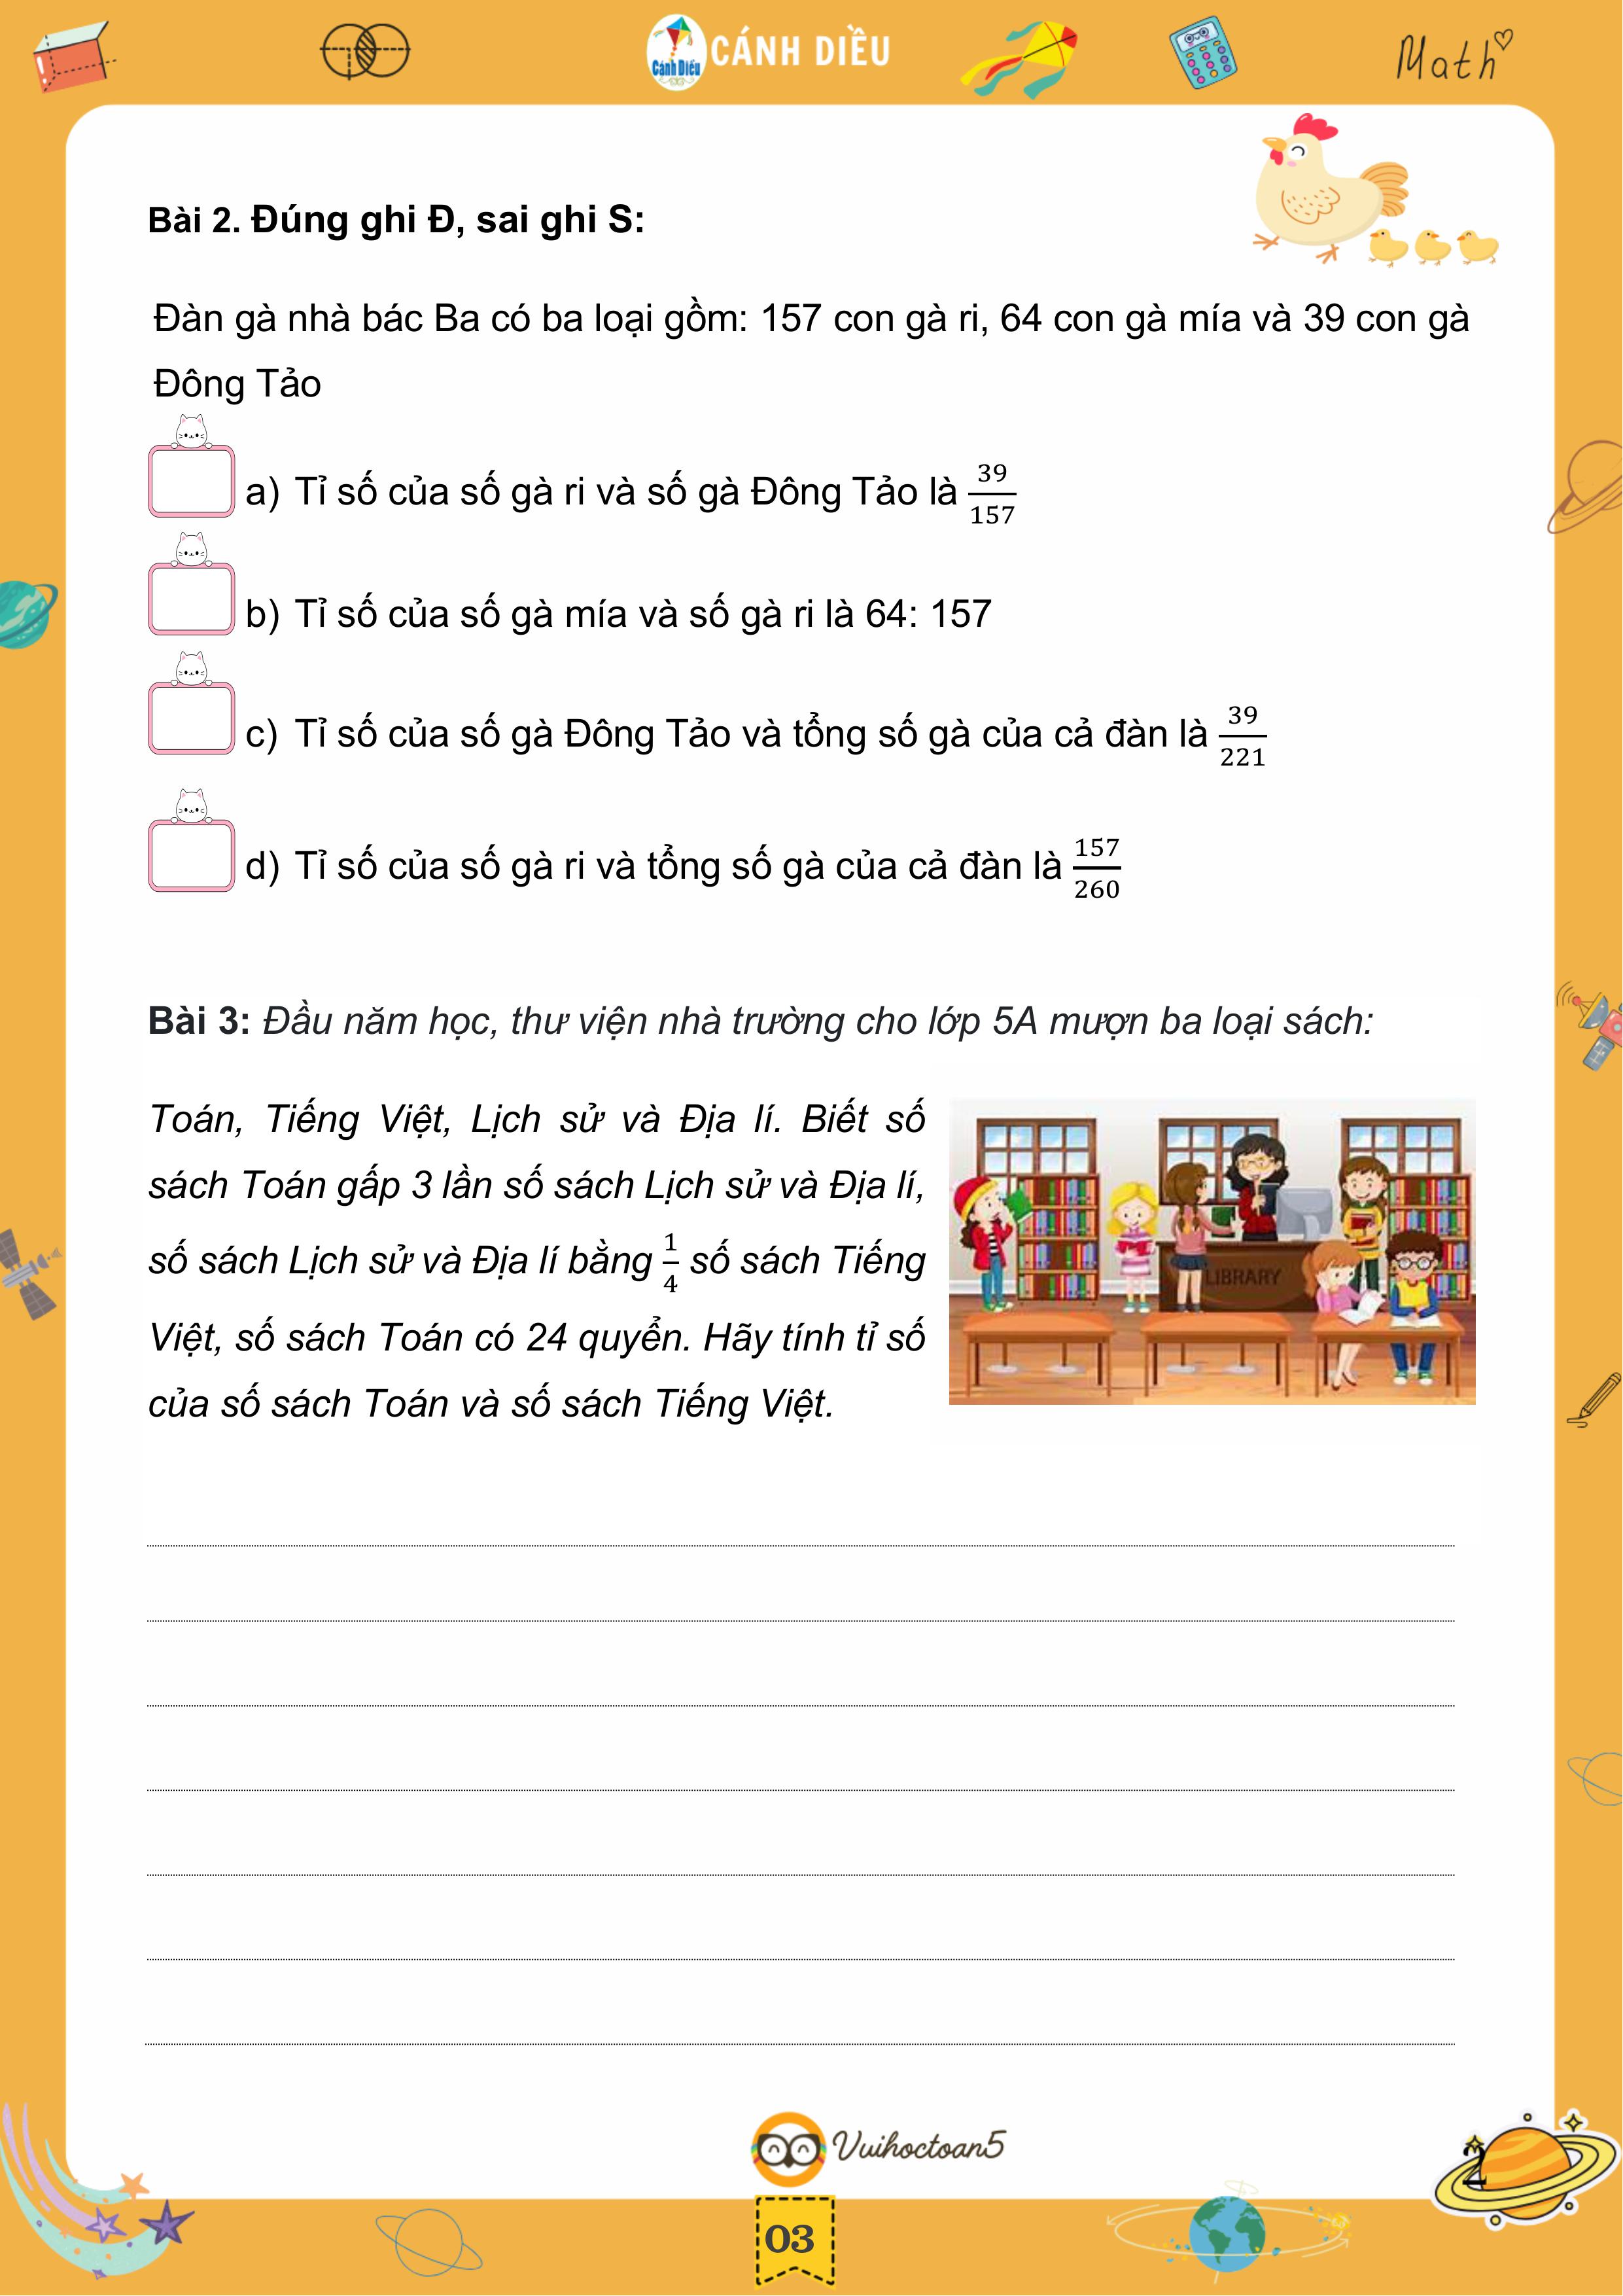 Cánh Diều CÁNH DIỀU
Math
Bài 2. Đúng ghi Đ, sai ghi S:
Đàn gà nhà bác Ba có ba loại gồm: 157 con gà ri, 64 con gà mía và 39 con gà
Đông Tảo
a) Tỉ số của số gà ri và số gà Đông Tảo là 39/157
b) Tỉ số của số gà mía và số gà ri là 64: 157
c) Tỉ số của số gà Đông Tảo và tổng số gà của cả đàn là 39/221
d) Tỉ số của số gà ri và tổng số gà của cả đàn là 157/260
Bài 3: Đầu năm học, thư viện nhà trường cho lớp 5A mượn ba loại sách:
Toán, Tiếng Việt, Lịch sử và Địa lí. Biết số
sách Toán gấp 3 lần số sách Lịch sử và Địa lí,
số sách Lịch sử và Địa lí bằng 1/4 số sách Tiếng
Việt, số sách Toán có 24 quyển. Hãy tính tỉ số
của số sách Toán và số sách Tiếng Việt.
LIBRARY
Vuihoctoan5
2
03